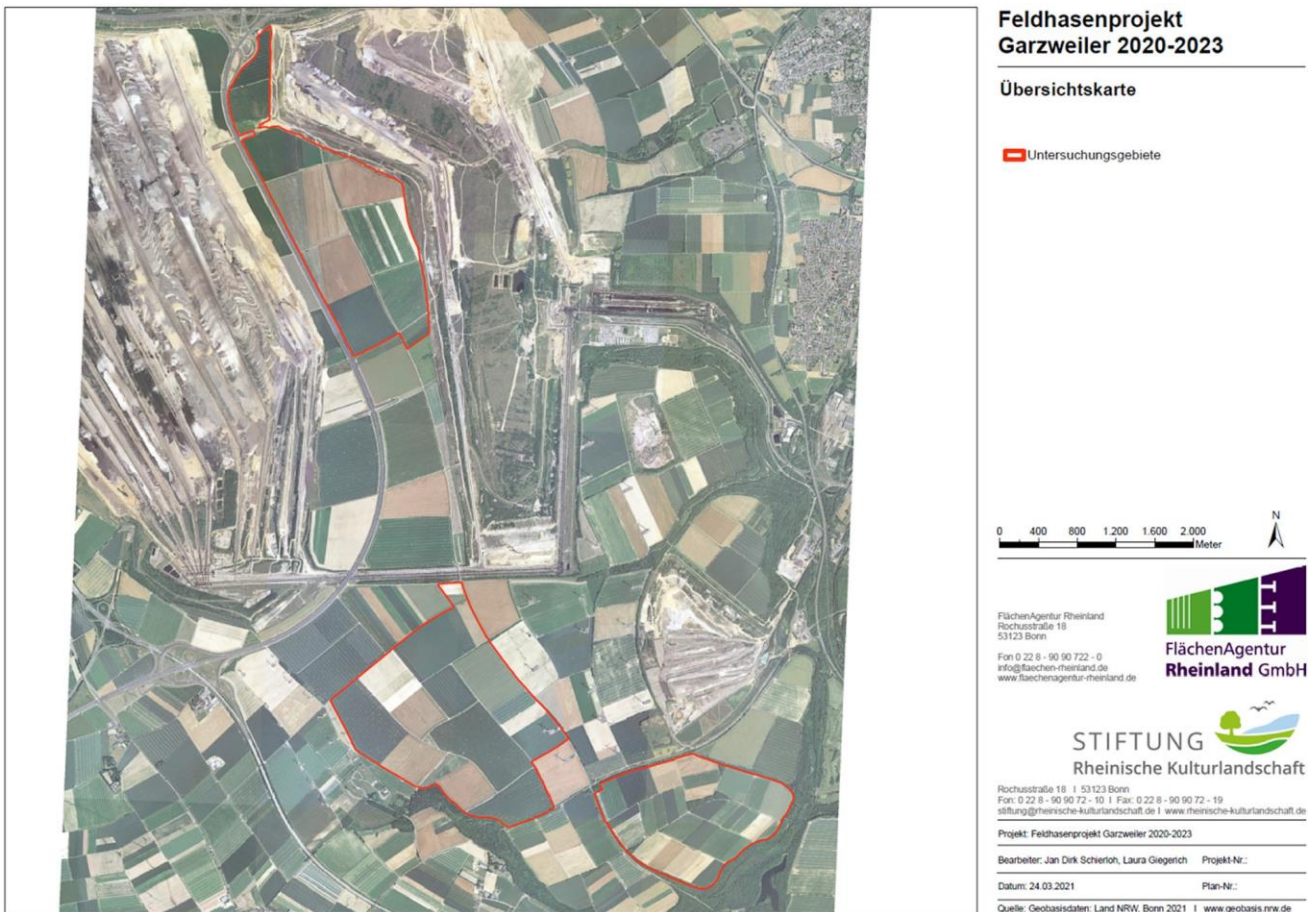 Feldhasenprojekt
Garzweiler 2020-2023
Übersichtskarte
Untersuchungsgebiete
0 400 800 1.200 1.600 2.000
Meter
N
FlächenAgentur Rheinland
Rochusstraße 18
53123 Bonn
Fon 0 22 8 - 90 90 722 - 0
info@flaechen-rheinland.de
www.flaechenagentur-rheinland.de
FlächenAgentur
Rheinland GmbH
STIFTUNG
Rheinische Kulturlandschaft
Rochusstraße 18 I 53123 Bonn
Fon: 0 22 8 - 90 90 72 - 10 I Fax: 0 22 8 - 90 90 72 - 19
stiftung@rheinische-kulturlandschaft.de I www.rheinische-kulturlandschaft.de
Projekt: Feldhasenprojekt Garzweiler 2020-2023
Bearbeiter: Jan Dirk Schierloh, Laura Giegerich Projekt-Nr.:
Datum: 24.03.2021 Plan-Nr.:
Quelle: Geobasisdaten: Land NRW, Bonn 2021 I www.geobasis.nrw.de